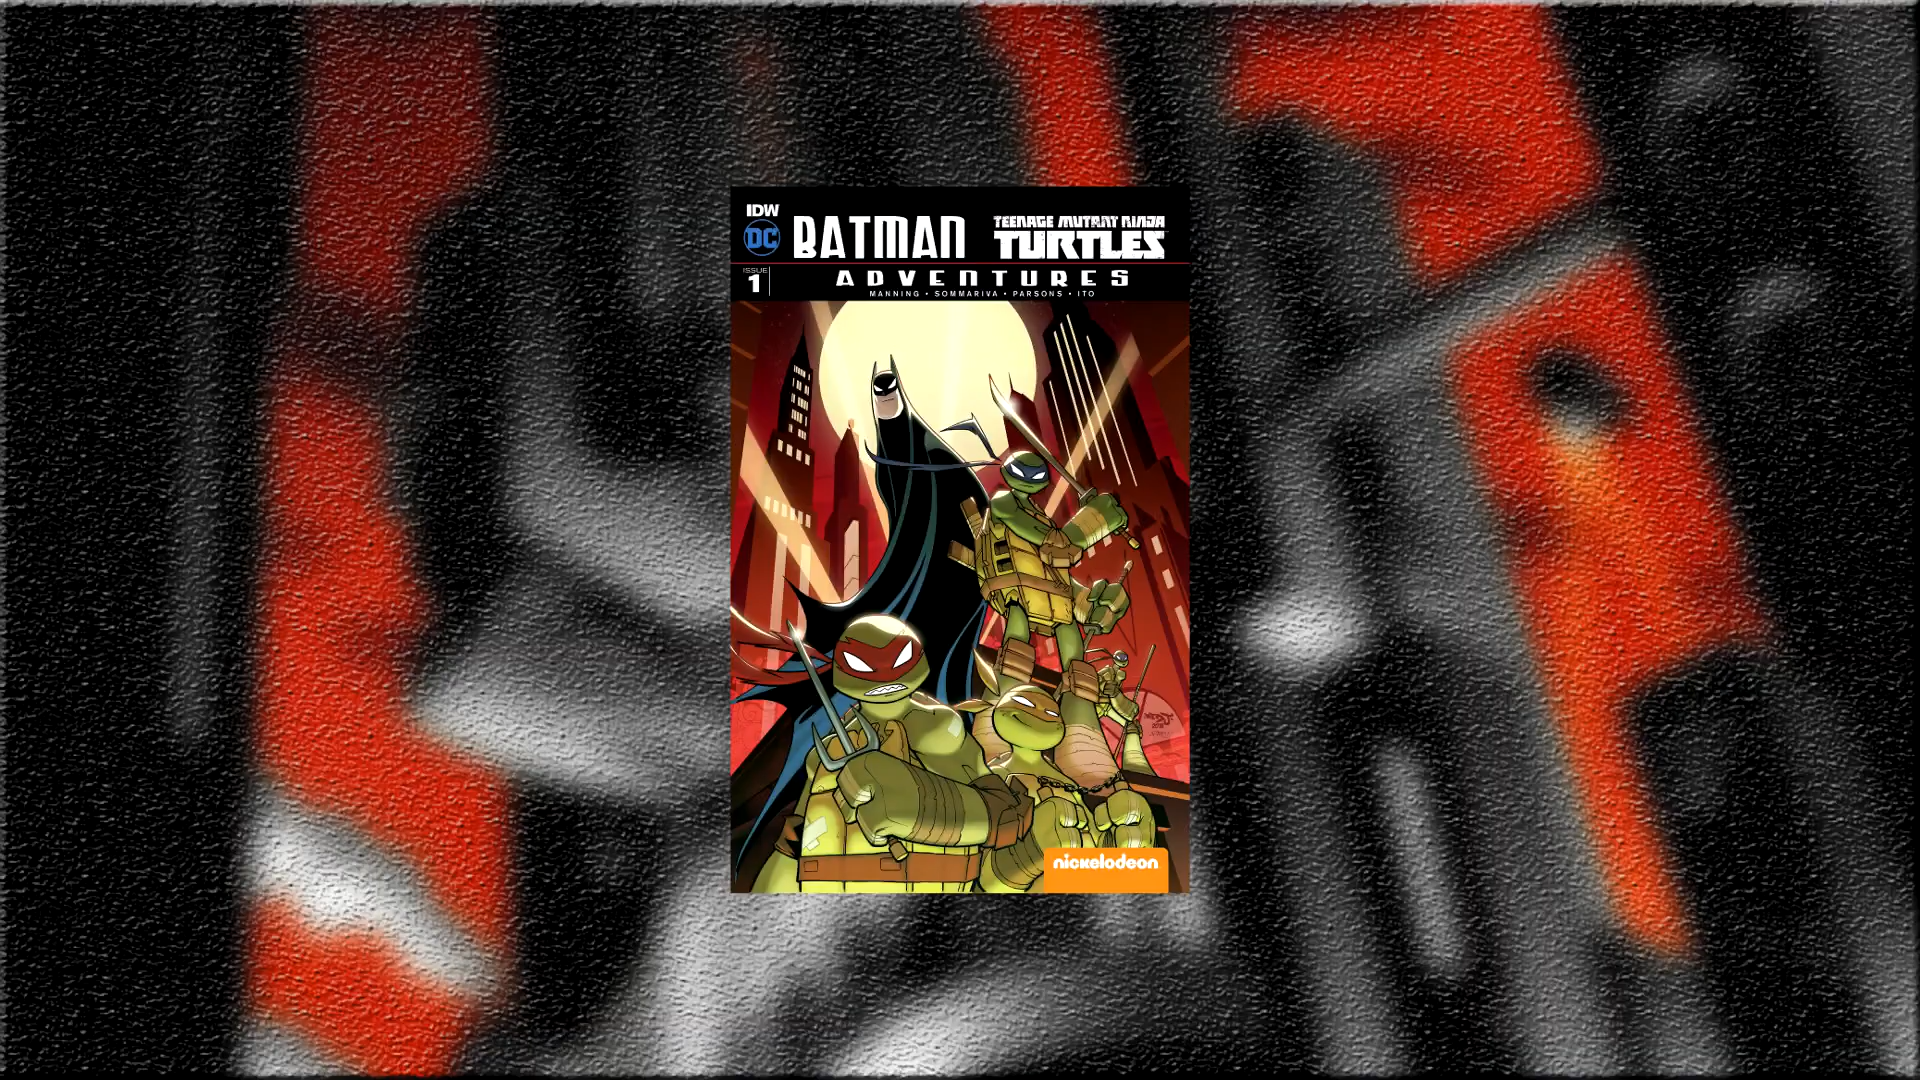 IDW
DC
BATMAN
TEENAGE MUTANT NINJA
TURTLES
ISSUE
1
ADVENTURES
MANNING • SOMMARIVA • PARSONS • ITO
nickelodeon